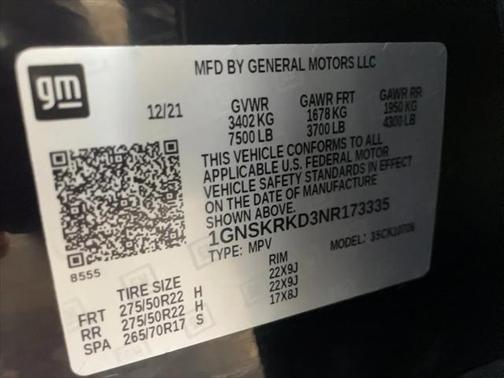 gm
MFD BY GENERAL MOTORS LLC
12/21 GVWR GAWR FRT GAWR RR
3402 KG 1678 KG 1950 KG
7500 LB 3700 LB 4300 LB
THIS VEHICLE CONFORMS TO ALL
APPLICABLE U.S. FEDERAL MOTOR
VEHICLE SAFETY STANDARDS IN EFFECT
ON THE DATE OF MANUFACTURE
SHOWN ABOVE.
1GNSKRKD3NR173335
TYPE: MPV MODEL:
8555
TIRE SIZE RIM
FRT 275/50R22 H 22X9J
RR 275/50R22 H 22X9J
SPA 265/70R17 S 17X8J